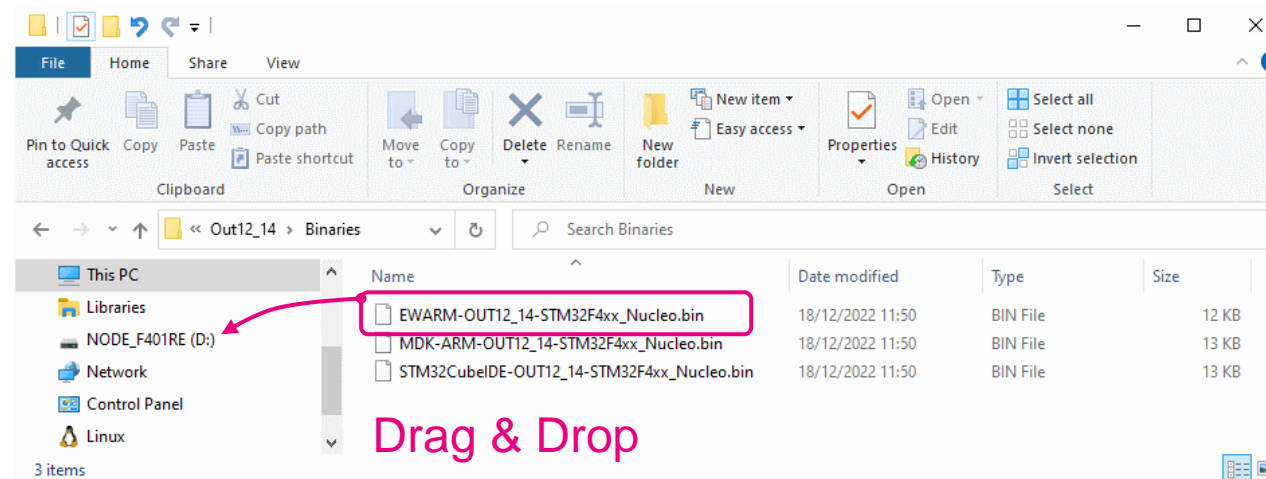 File Home Share View
Pin to Quick access
Copy
Paste
Cut
Copy path
Paste shortcut
Clipboard
Move to
Copy to
Delete
Rename
Organize
New folder
New item
Easy access
New
Properties
Open
Edit
History
Open
Select all
Select none
Invert selection
Select
« Out12_14 › Binaries
Search Binaries
This PC
Libraries
NODE_F401RE (D:)
Network
Control Panel
Linux
Name Date modified Type Size
EWARM-OUT12_14-STM32F4xx_Nucleo.bin 18/12/2022 11:50 BIN File 12 KB
MDK-ARM-OUT12_14-STM32F4xx_Nucleo.bin 18/12/2022 11:50 BIN File 13 KB
STM32CubeIDE-OUT12_14-STM32F4xx_Nucleo.bin 18/12/2022 11:50 BIN File 13 KB
Drag & Drop
3 items